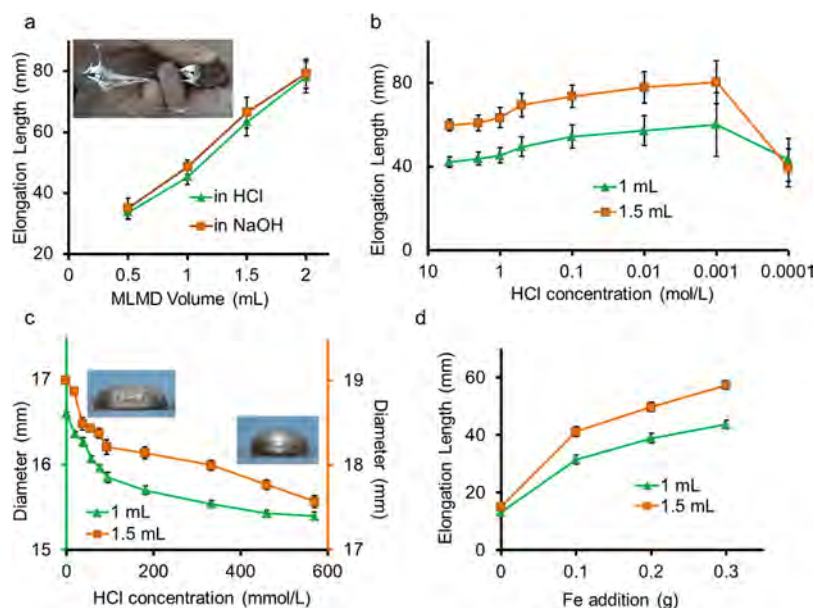 a
Elongation Length (mm)
80
60
40
20
0
0.5
1
1.5
2
MLMD Volume (mL)
in HCl
in NaOH
b
Elongation Length (mm)
80
40
0
10
1
0.1
0.01
0.001
0.0001
HCl concentration (mol/L)
1 mL
1.5 mL
c
Diameter (mm)
17
16
15
0
200
400
600
HCl concentration (mmol/L)
19
18
17
Diameter (mm)
1 mL
1.5 mL
d
Elongation Length (mm)
60
40
20
0
0
0.1
0.2
0.3
Fe addition (g)
1 mL
1.5 mL